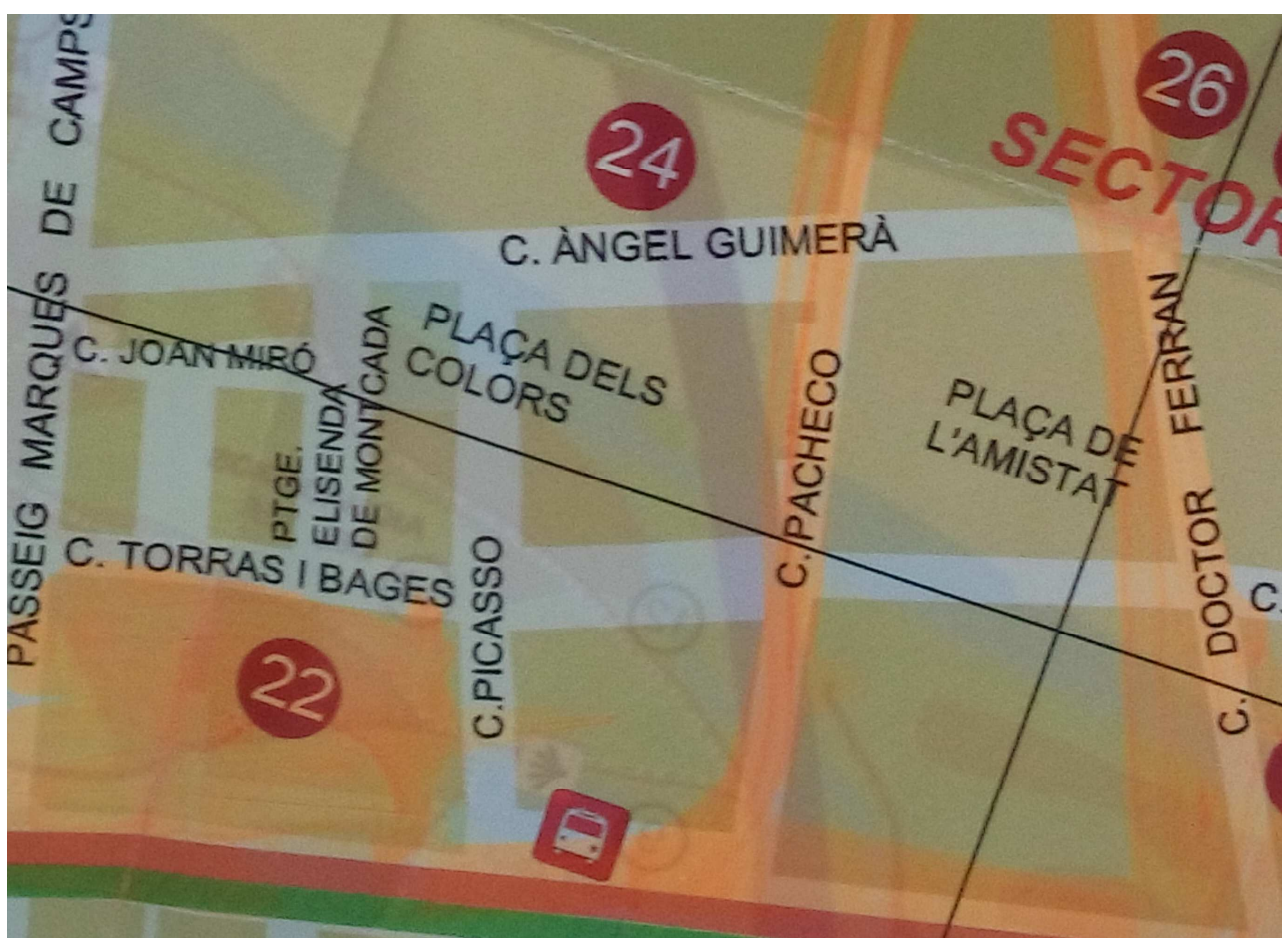 PASSEIG MARQUES DE CAMPS
24
26
SECTOR
C. ÀNGEL GUIMERÀ
C. JOAN MIRÓ
PTGE.
ELISENDA
DE MONTCADA
PLAÇA DELS
COLORS
C. PACHECO
PLAÇA DE
L'AMISTAT
C. DOCTOR FERRAN
C. TORRAS I BAGES
C.PICASSO
C.
22